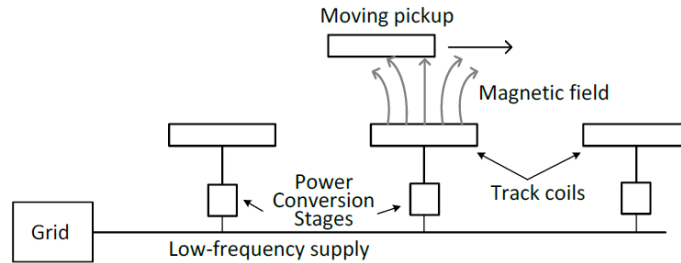 Moving pickup
Magnetic field
Power
Conversion
Stages
Track coils
Grid
Low-frequency supply